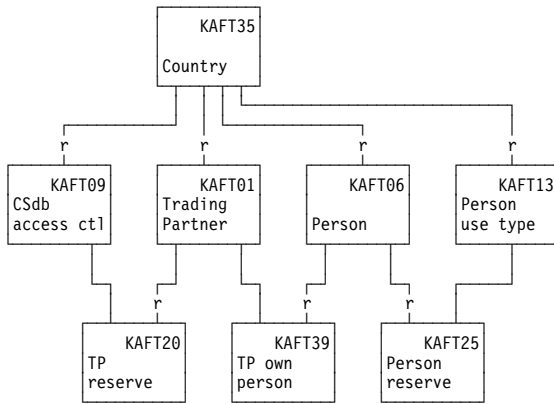 KAFT35
Country
r r r r
KAFT09 KAFT01 KAFT06 KAFT13
CSdb Trading Person
access ctl Partner Person use type
r r r
KAFT20 KAFT39 KAFT25
TP TP own Person
reserve person reserve